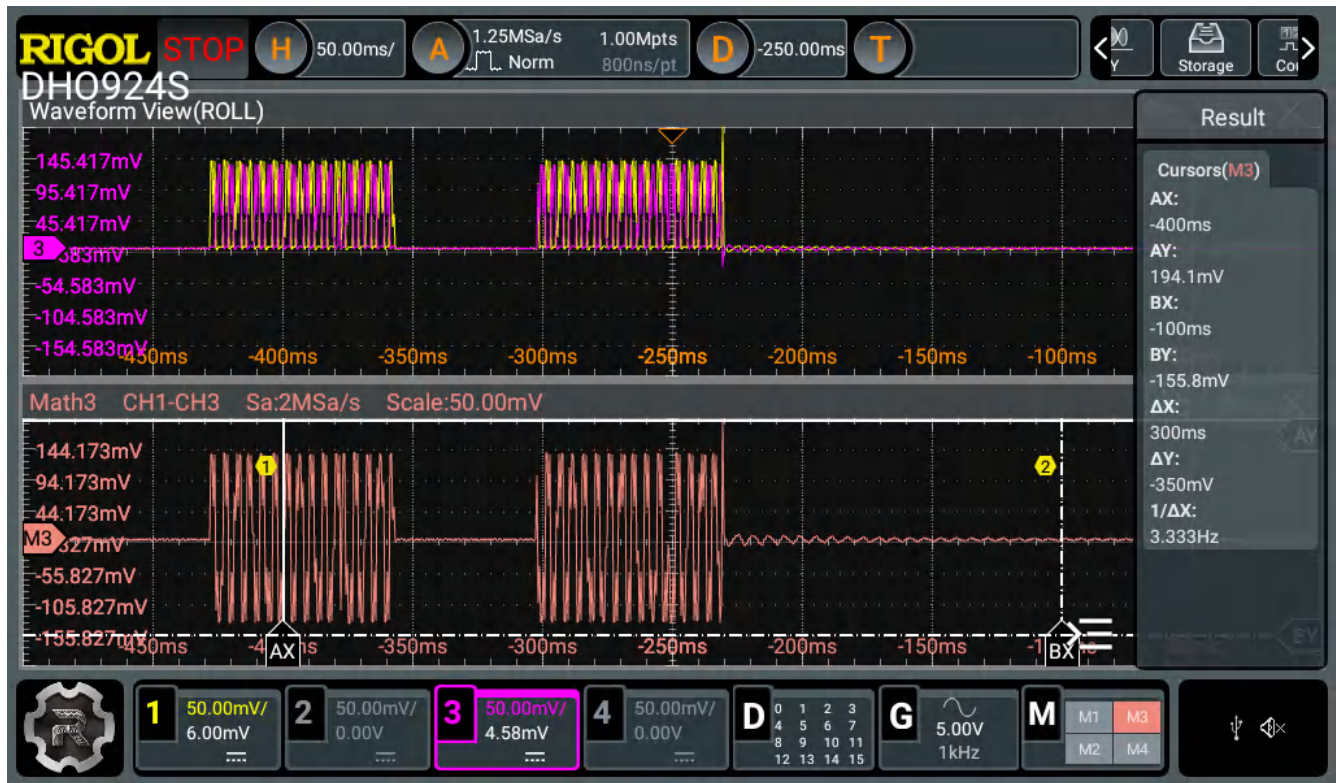 RIGOL STOP H 50.00ms/ A 1.25MSa/s 1.00Mpts D -250.00ms T Storage
Norm 800ns/pt
DHO924S
Waveform View(ROLL)
145.417mV
95.417mV
45.417mV
3
-54.583mV
-104.583mV
-154.583mV
-450ms -400ms -350ms -300ms -250ms -200ms -150ms -100ms
Math3 CH1-CH3 Sa:2MSa/s Scale:50.00mV
144.173mV
94.173mV
1 2
44.173mV
M3
-55.827mV
-105.827mV
-155.827mV
-450ms AX -350ms -300ms -250ms -200ms -150ms BX
Result
Cursors(M3)
AX:
-400ms
AY:
194.1mV
BX:
-100ms
BY:
-155.8mV
ΔX:
300ms
ΔY:
-350mV
1/ΔX:
3.333Hz
AY
BY
R
1 50.00mV/ 6.00mV
2 50.00mV/ 0.00V
3 50.00mV/ 4.58mV
4 50.00mV/ 0.00V
D 0 1 2 3
4 5 6 7
8 9 10 11
12 13 14 15
G 5.00V 1kHz
M M1 M3
M2 M4